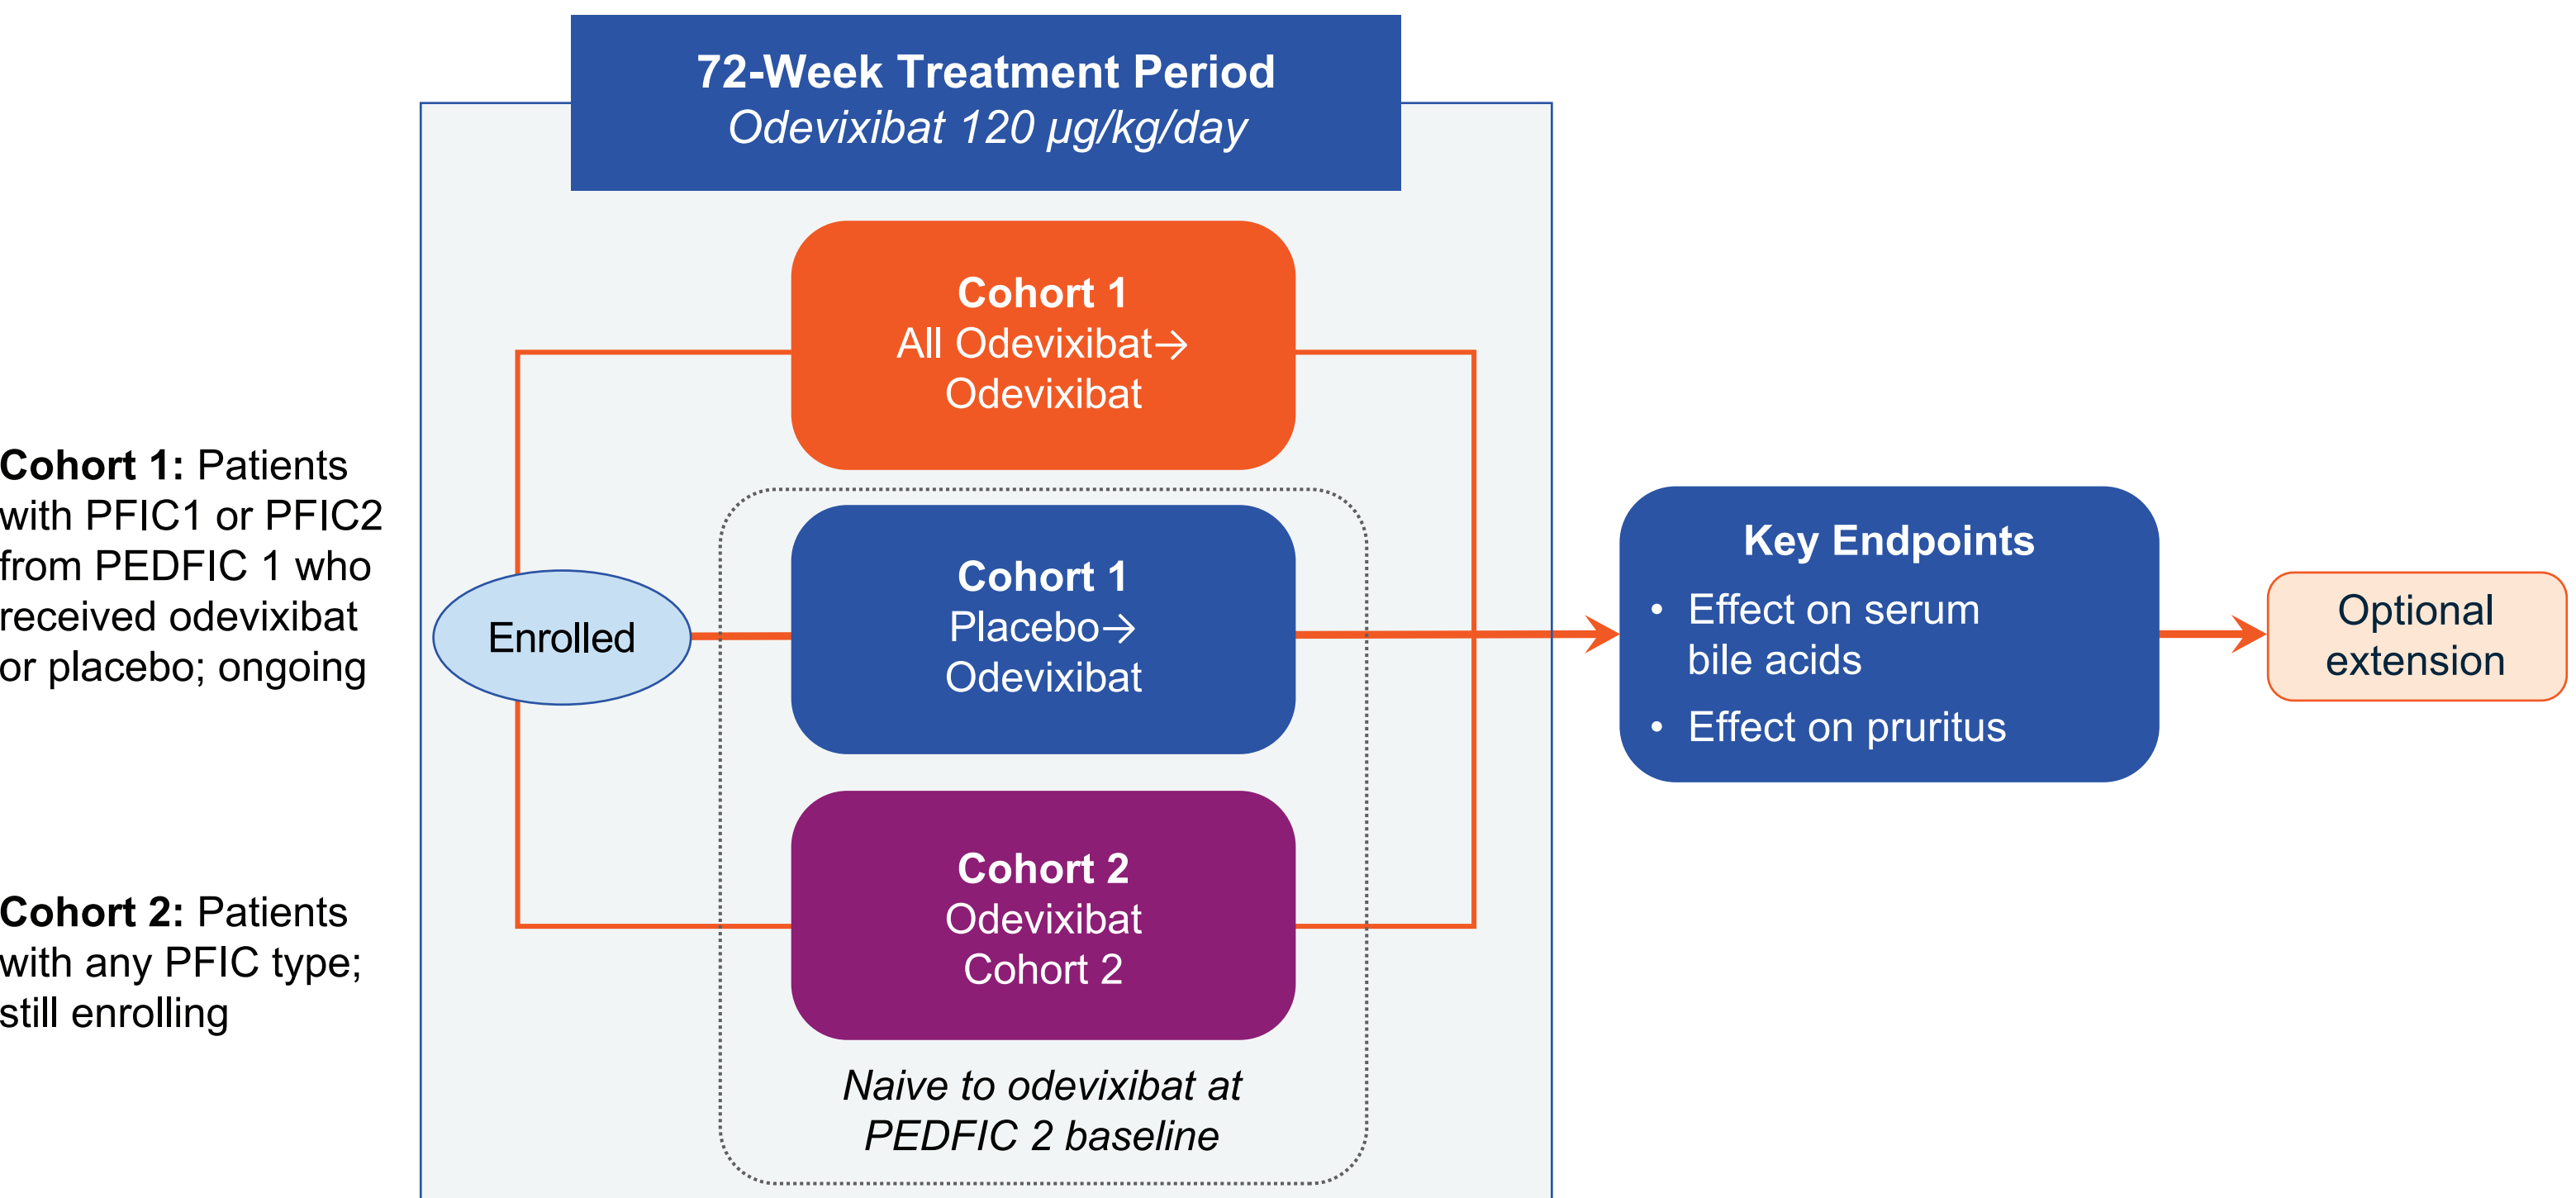 72-Week Treatment Period
Odevixibat 120 µg/kg/day
Cohort 1: Patients
with PFIC1 or PFIC2
from PEDFIC 1 who
received odevixibat
or placebo; ongoing
Cohort 2: Patients
with any PFIC type;
still enrolling
Enrolled
Cohort 1
All Odevixibat→
Odevixibat
Cohort 1
Placebo→
Odevixibat
Cohort 2
Odevixibat
Cohort 2
Naive to odevixibat at
PEDFIC 2 baseline
Key Endpoints
• Effect on serum
bile acids
• Effect on pruritus
Optional
extension